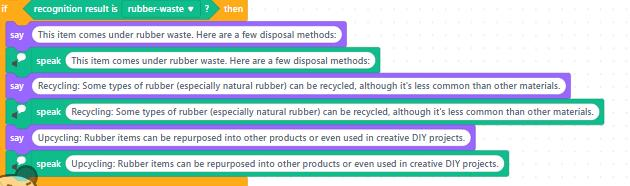 if recognition result is rubber-waste ? then
say This item comes under rubber waste. Here are a few disposal methods:
speak This item comes under rubber waste. Here are a few disposal methods:
say Recycling: Some types of rubber (especially natural rubber) can be recycled, although it's less common than other materials.
speak Recycling: Some types of rubber (especially natural rubber) can be recycled, although it's less common than other materials.
say Upcycling: Rubber items can be repurposed into other products or even used in creative DIY projects.
speak Upcycling: Rubber items can be repurposed into other products or even used in creative DIY projects.